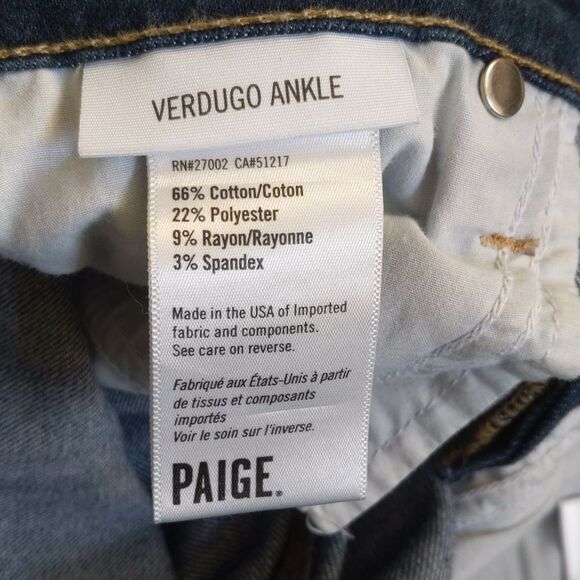 VERDUGO ANKLE
RN#27002 CA#51217
66% Cotton/Coton
22% Polyester
9% Rayon/Rayonne
3% Spandex
Made in the USA of Imported
fabric and components.
See care on reverse.
Fabriqué aux États-Unis à partir
de tissus et composants
importés
Voir le soin sur l'inverse.
PAIGE.